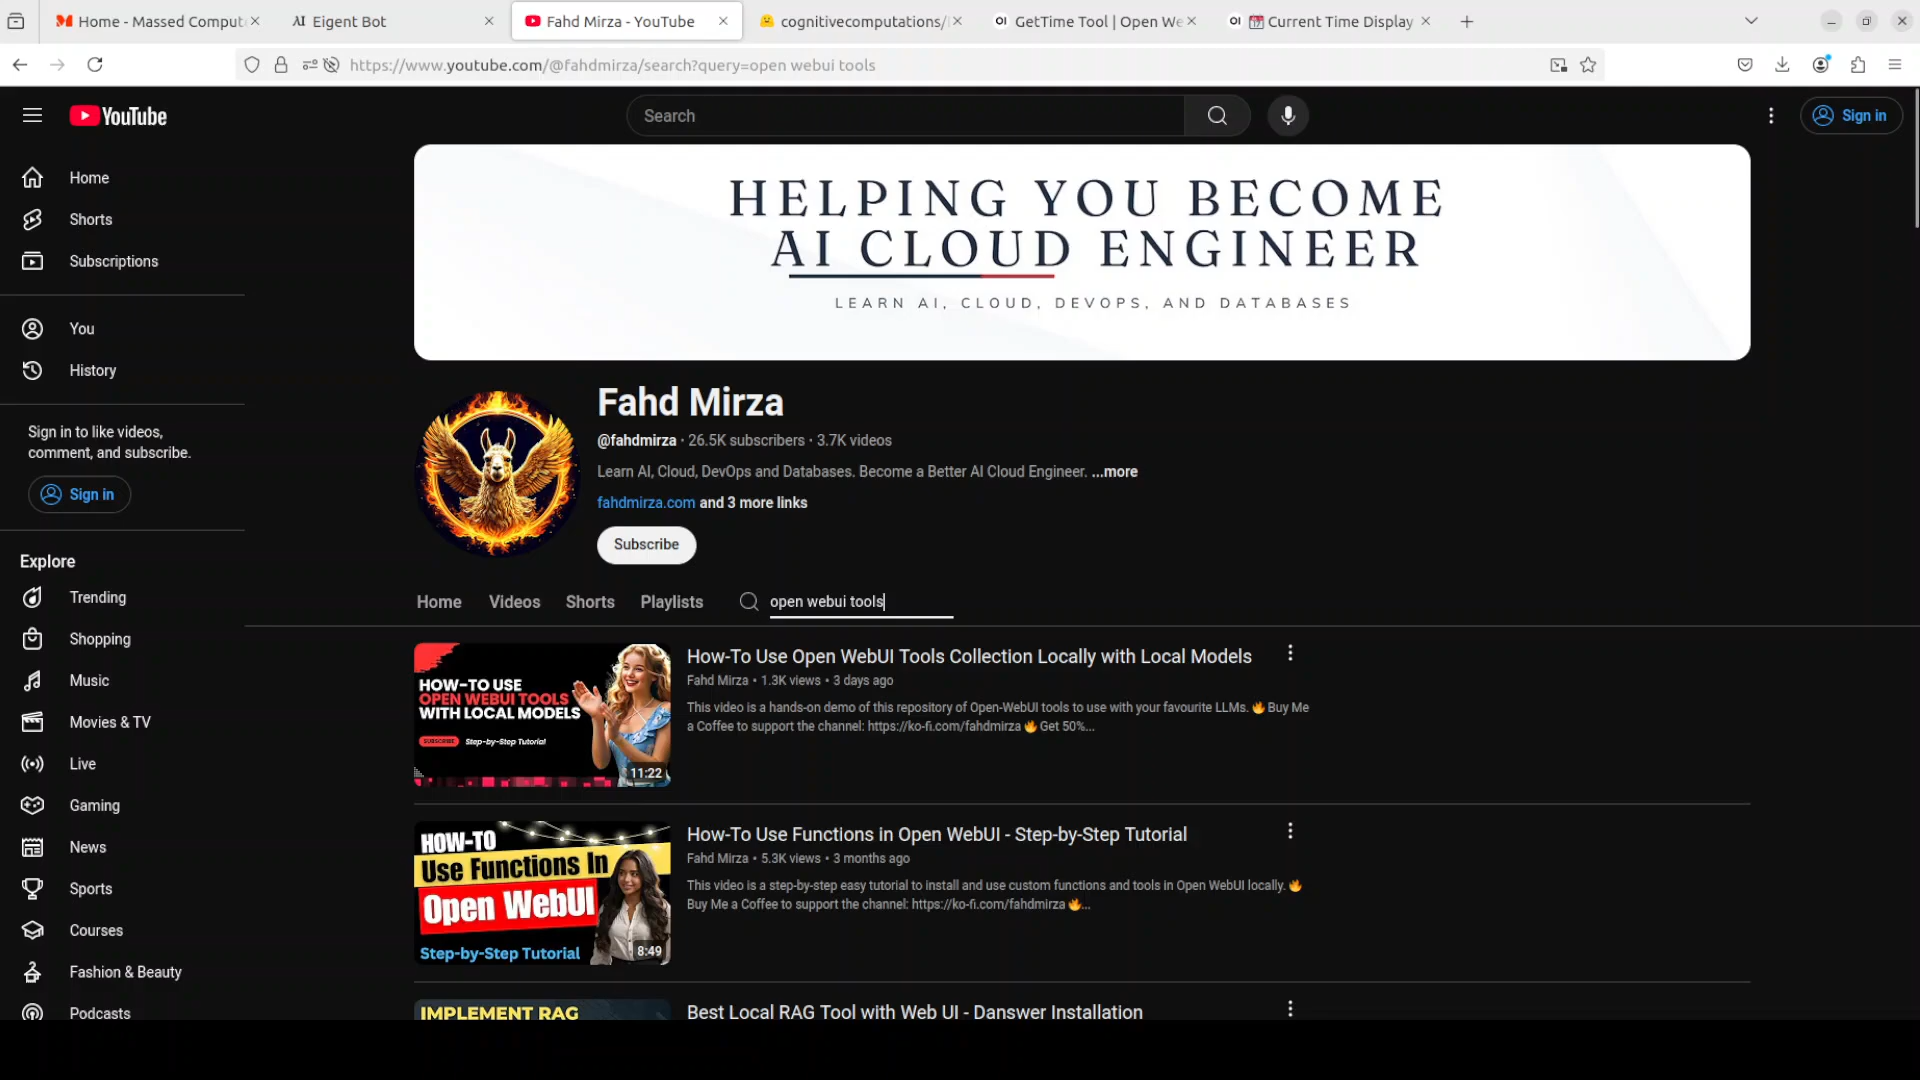 Home - Massed Comput
Eigent Bot
Fahd Mirza - YouTube
cognitivecomputations/
GetTime Tool | Open We
Current Time Display
https://www.youtube.com/@fahdmirza/search?query=open webui tools
YouTube
Search
Sign in
Home
Shorts
Subscriptions
You
History
Sign in to like videos,
comment, and subscribe.
Sign in
Explore
Trending
Shopping
Music
Movies & TV
Live
Gaming
News
Sports
Courses
Fashion & Beauty
Podcasts
HELPING YOU BECOME
AI CLOUD ENGINEER
LEARN AI, CLOUD, DEVOPS, AND DATABASES
Fahd Mirza
@fahdmirza · 26.5K subscribers · 3.7K videos
Learn AI, Cloud, DevOps and Databases. Become a Better AI Cloud Engineer. ...more
fahdmirza.com and 3 more links
Subscribe
Home Videos Shorts Playlists open webui tools
HOW-TO USE
OPEN WEBUI TOOLS
WITH LOCAL MODELS
SUBSCRIBE Step-by-Step Tutorial
11:22
How-To Use Open WebUI Tools Collection Locally with Local Models
Fahd Mirza • 1.3K views • 3 days ago
This video is a hands-on demo of this repository of Open-WebUI tools to use with your favourite LLMs. 🔥 Buy Me
a Coffee to support the channel: https://ko-fi.com/fahdmirza 🔥 Get 50%...
HOW-TO
Use Functions In
Open WebUI
Step-by-Step Tutorial
8:49
How-To Use Functions in Open WebUI - Step-by-Step Tutorial
Fahd Mirza • 5.3K views • 3 months ago
This video is a step-by-step easy tutorial to install and use custom functions and tools in Open WebUI locally. 🔥
Buy Me a Coffee to support the channel: https://ko-fi.com/fahdmirza 🔥...
IMPLEMENT RAG
Best Local RAG Tool with Web UI - Danswer Installation